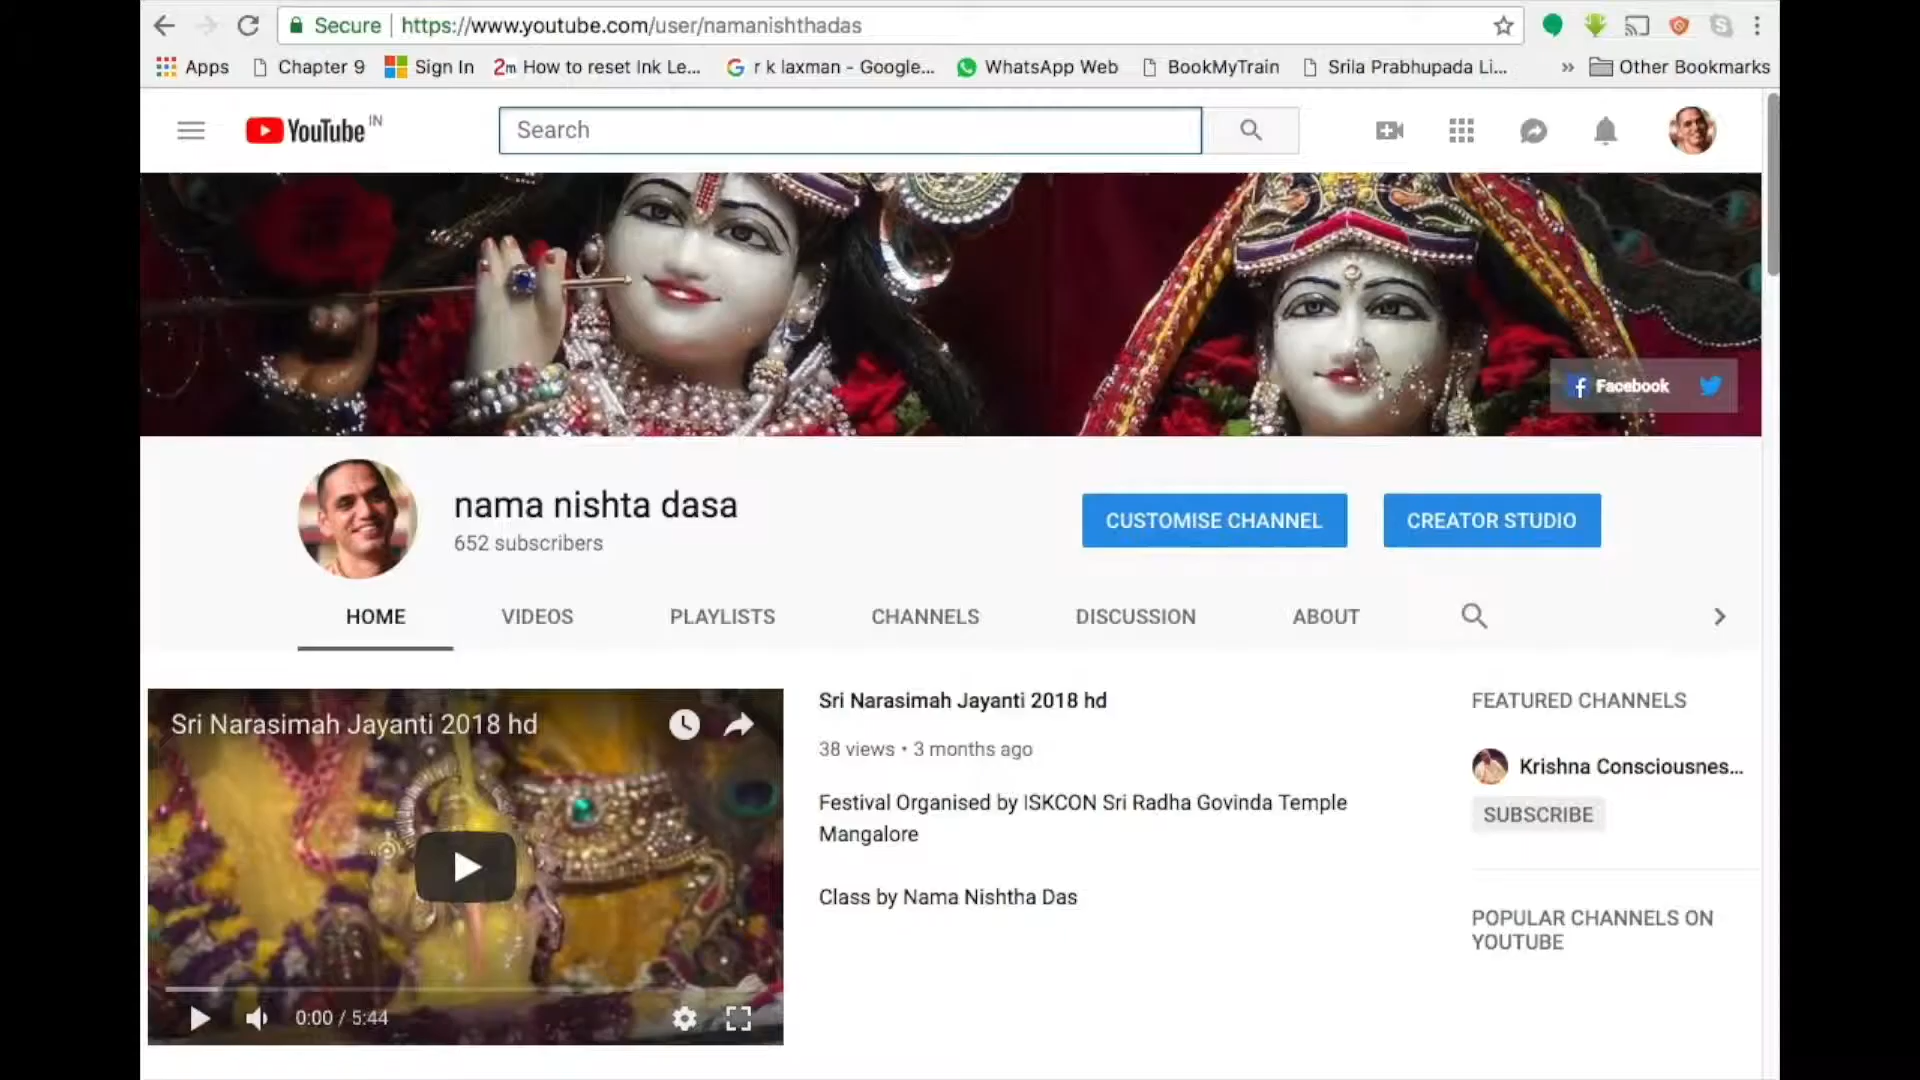 Secure https://www.youtube.com/user/namanishthadas
Apps Chapter 9 Sign In 2m How to reset Ink Le... r k laxman - Google... WhatsApp Web BookMyTrain Srila Prabhupada Li... » Other Bookmarks
YouTube IN
Search
Facebook
nama nishta dasa
652 subscribers
CUSTOMISE CHANNEL
CREATOR STUDIO
HOME VIDEOS PLAYLISTS CHANNELS DISCUSSION ABOUT
Sri Narasimah Jayanti 2018 hd
0:00 / 5:44
Sri Narasimah Jayanti 2018 hd
38 views • 3 months ago
Festival Organised by ISKCON Sri Radha Govinda Temple
Mangalore
Class by Nama Nishtha Das
FEATURED CHANNELS
Krishna Consciousnes...
SUBSCRIBE
POPULAR CHANNELS ON
YOUTUBE